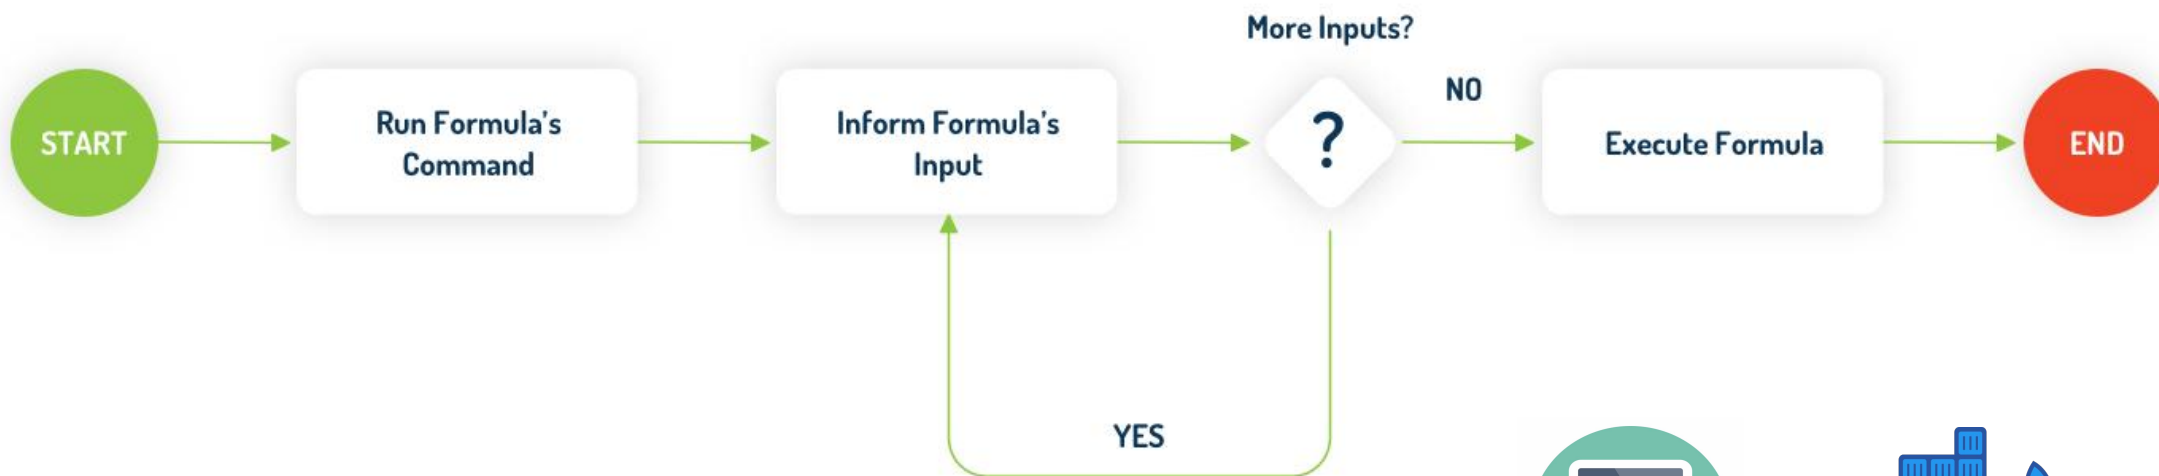 More Inputs?
START
Run Formula's
Command
Inform Formula's
Input
?
NO
Execute Formula
END
YES